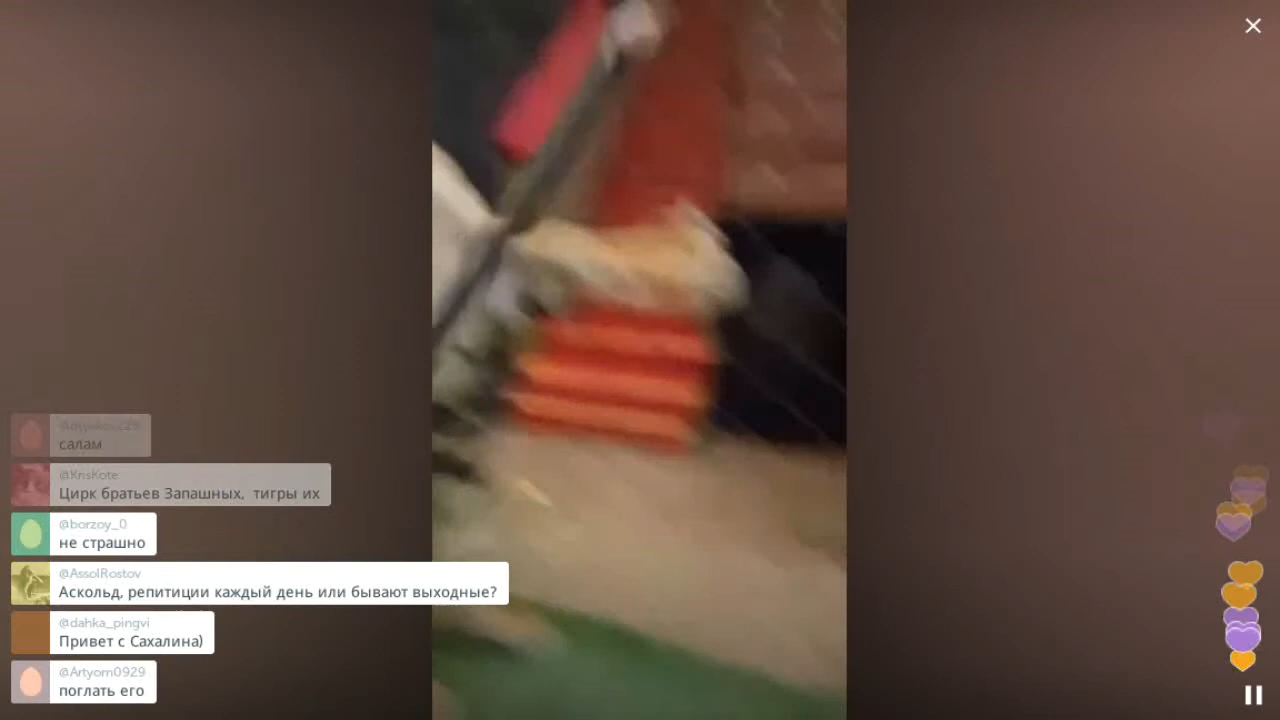 салам
@KrisKote
Цирк братьев Запашных, тигры их
@borzoy_0
не страшно
@AssolRostov
Аскольд, репитиции каждый день или бывают выходные?
@dahka_pingvi
Привет с Сахалина)
@Artyom0929
поглать его